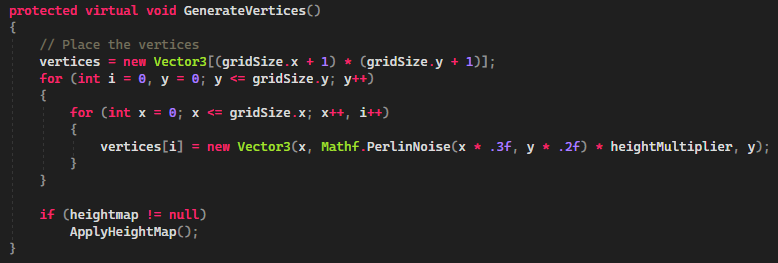 protected virtual void GenerateVertices()
{
    // Place the vertices
    vertices = new Vector3[(gridSize.x + 1) * (gridSize.y + 1)];
    for (int i = 0, y = 0; y <= gridSize.y; y++)
    {
        for (int x = 0; x <= gridSize.x; x++, i++)
        {
            vertices[i] = new Vector3(x, Mathf.PerlinNoise(x * .3f, y * .2f) * heightMultiplier, y);
        }
    }

    if (heightmap != null)
        ApplyHeightMap();
}